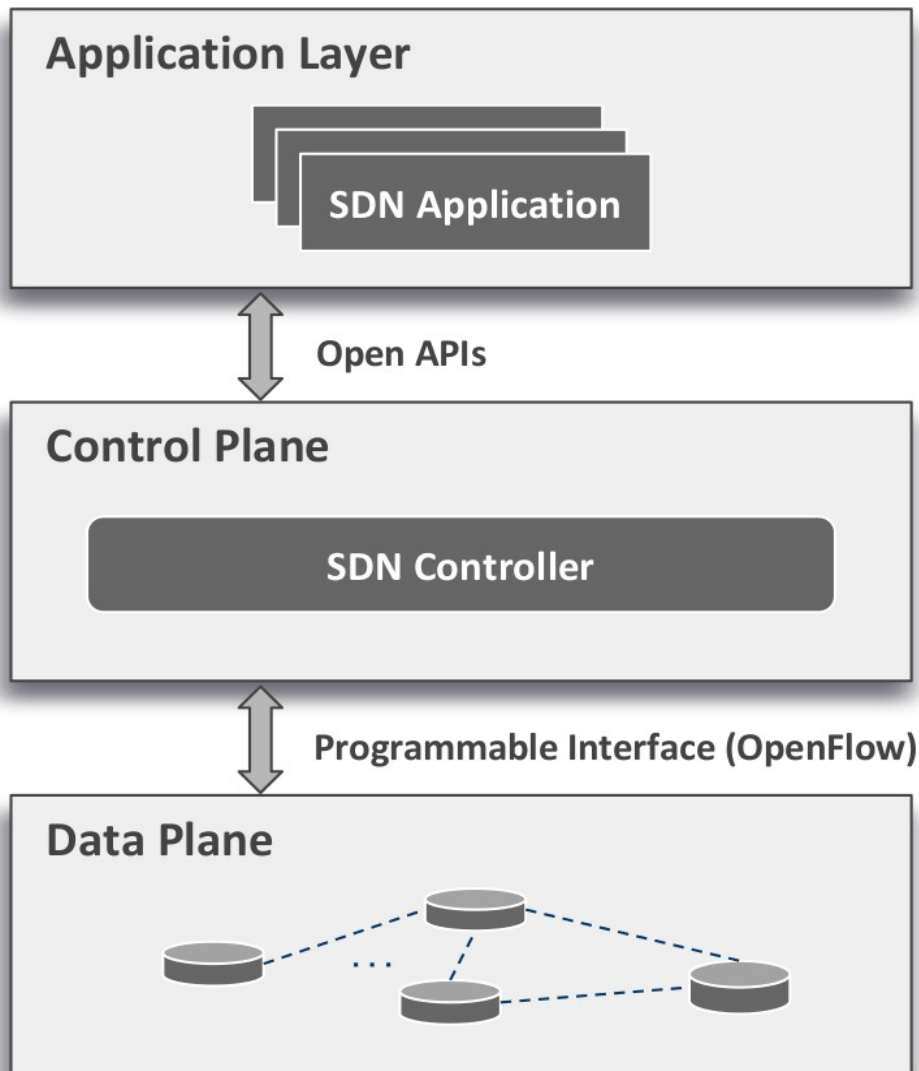 Application Layer
SDN Application
Open APIs
Control Plane
SDN Controller
Programmable Interface (OpenFlow)
Data Plane
...